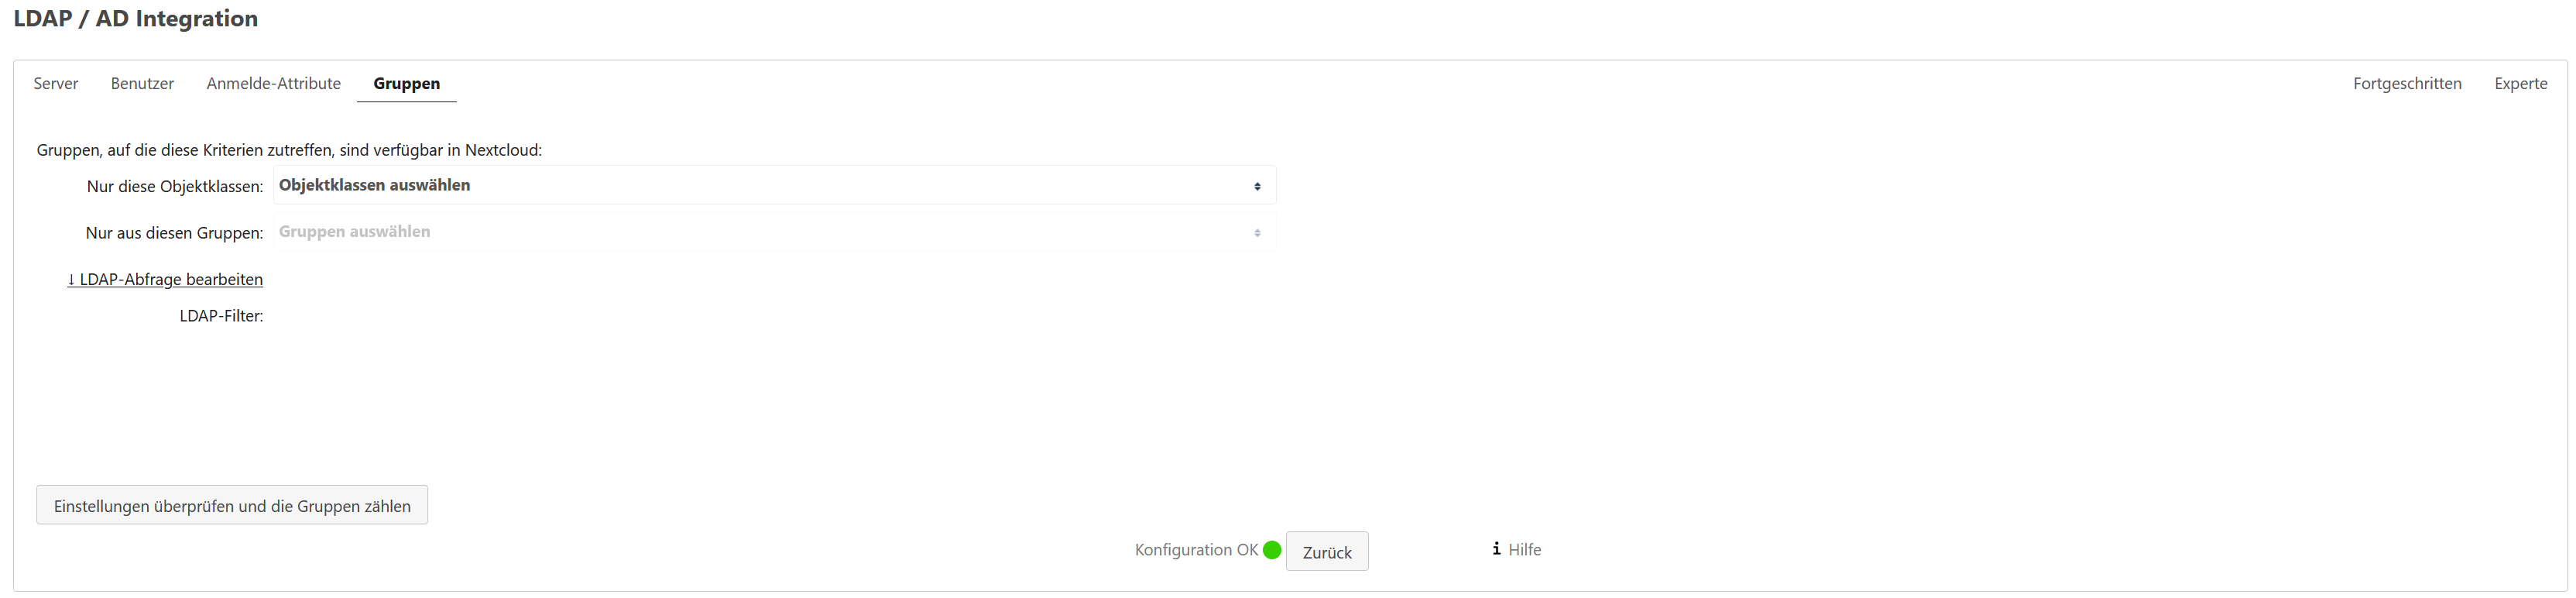 LDAP / AD Integration
Server Benutzer Anmelde-Attribute Gruppen Fortgeschritten Experte
Gruppen, auf die diese Kriterien zutreffen, sind verfügbar in Nextcloud:
Nur diese Objektklassen: Objektklassen auswählen
Nur aus diesen Gruppen: Gruppen auswählen
↓ LDAP-Abfrage bearbeiten
LDAP-Filter:
Einstellungen überprüfen und die Gruppen zählen
Konfiguration OK Zurück i Hilfe